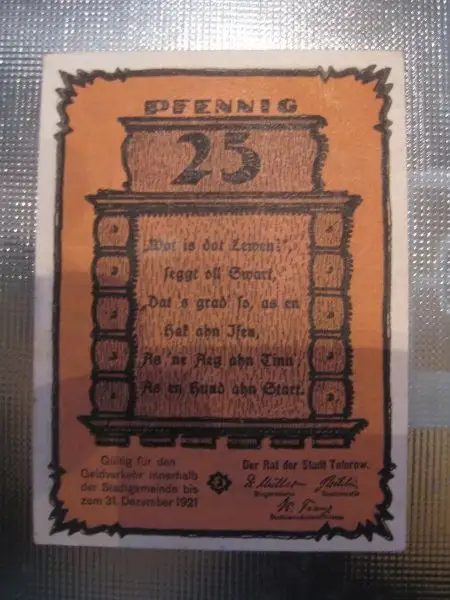 PFENNIG
25
„Wat is dat Lewen?“,
seggt oll Swart,
„Dat 's grad' so, as en
Hak ahn Isen,
As 'ne Aeg ahn Tinn',
As en Hund ahn Start.
Gültig für den
Geldverkehr innerhalb
der Stadtgemeinde bis
zum 31. Dezember 1921
Der Rat der Stadt Teterow.
Bürgermeister